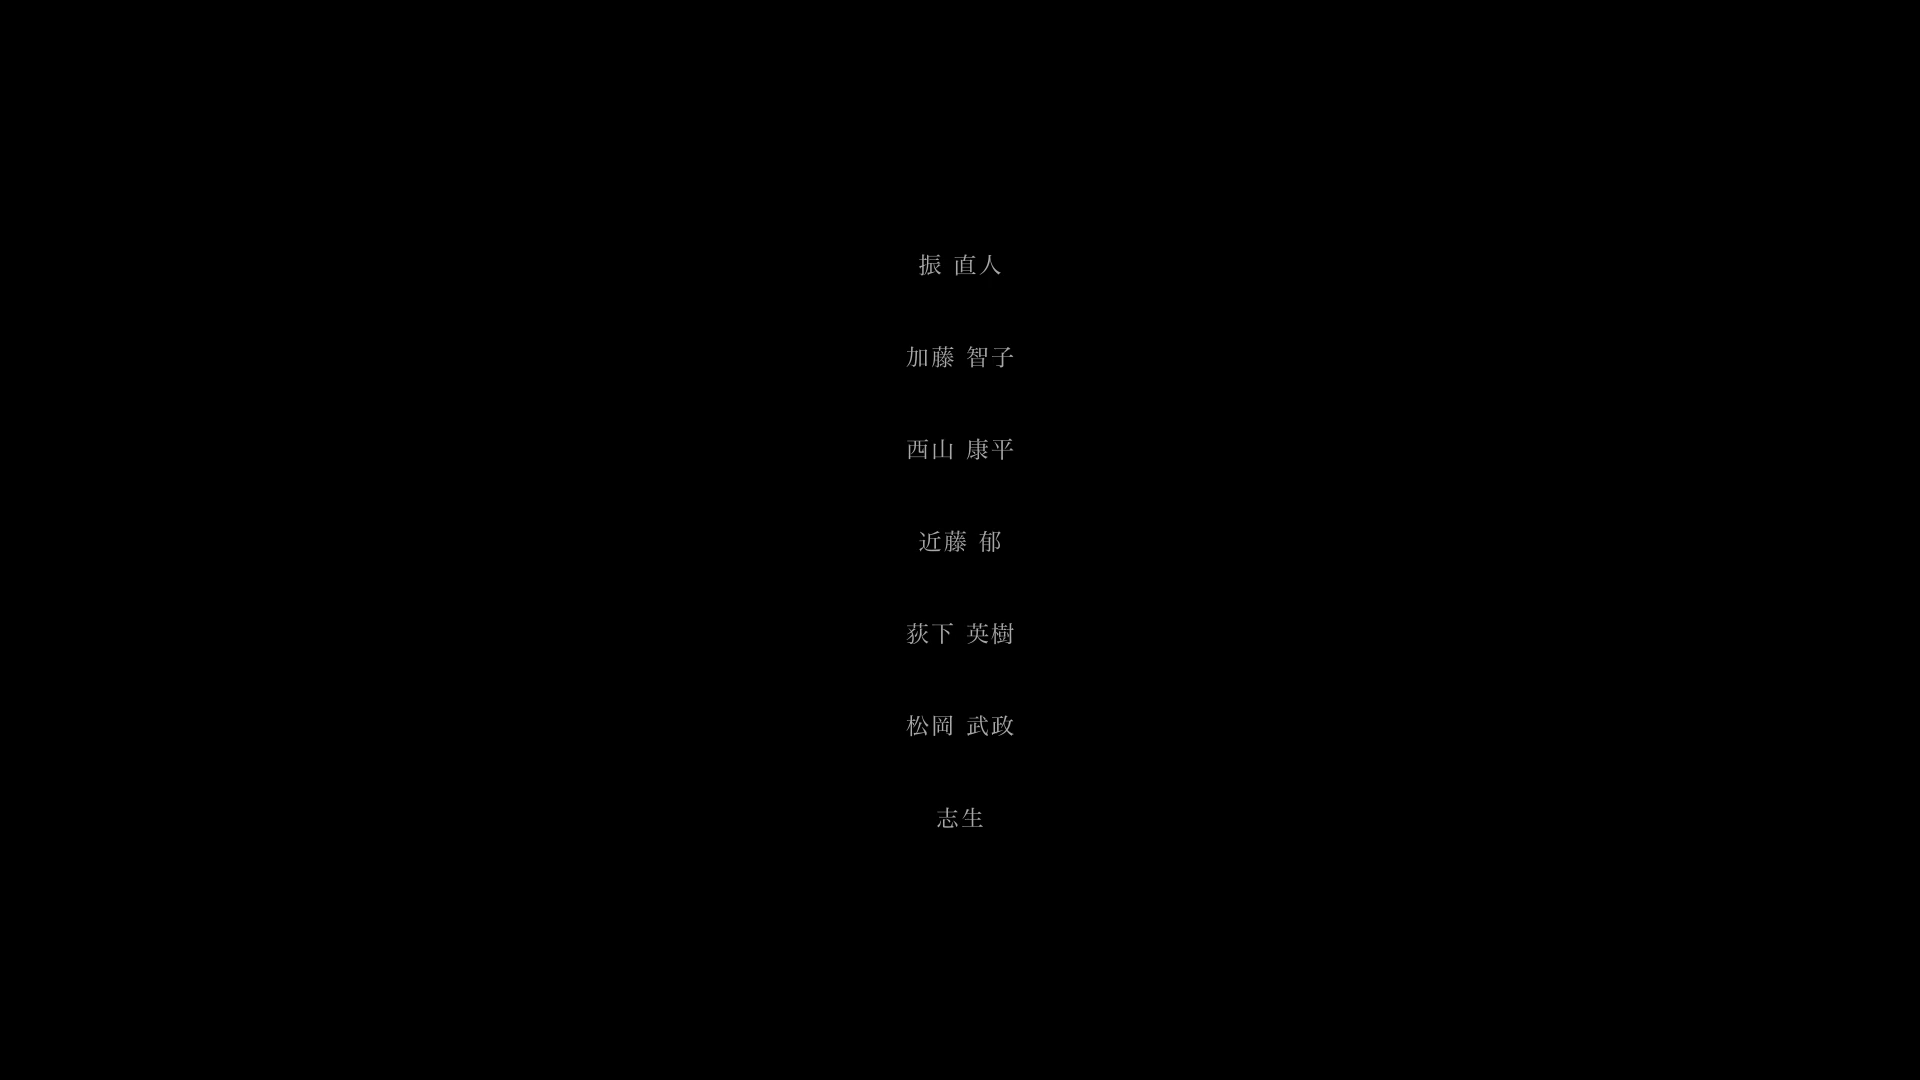 振 直人
加藤 智子
西山 康平
近藤 郁
荻下 英樹
松岡 武政
志生